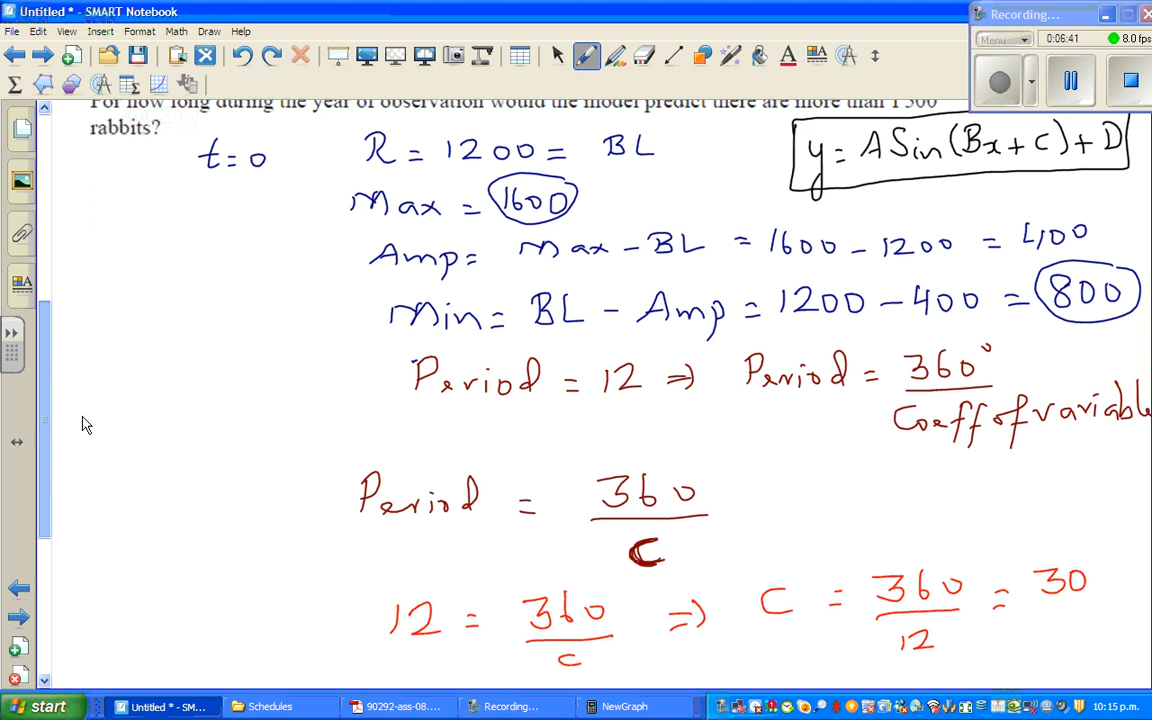 Untitled * - SMART Notebook
File Edit View Insert Format Math Draw Help
Recording...
Menu 0:06:41 8.0 fps
For how long during the year of observation would the model predict there are more than 1 500
rabbits?
t = 0 R = 1200 = BL
y = A Sin (Bx + C) + D
Max = 1600
Amp = Max - BL = 1600 - 1200 = 400
Min = BL - Amp = 1200 - 400 = 800
Period = 12 ⇒ Period = 360°
Coeff of variable
Period = 360
C
12 = 360 ⇒ C = 360 = 30
c 12
start Untitled * - SM... Schedules 90292-ass-08.... Recording... NewGraph 10:15 p.m.